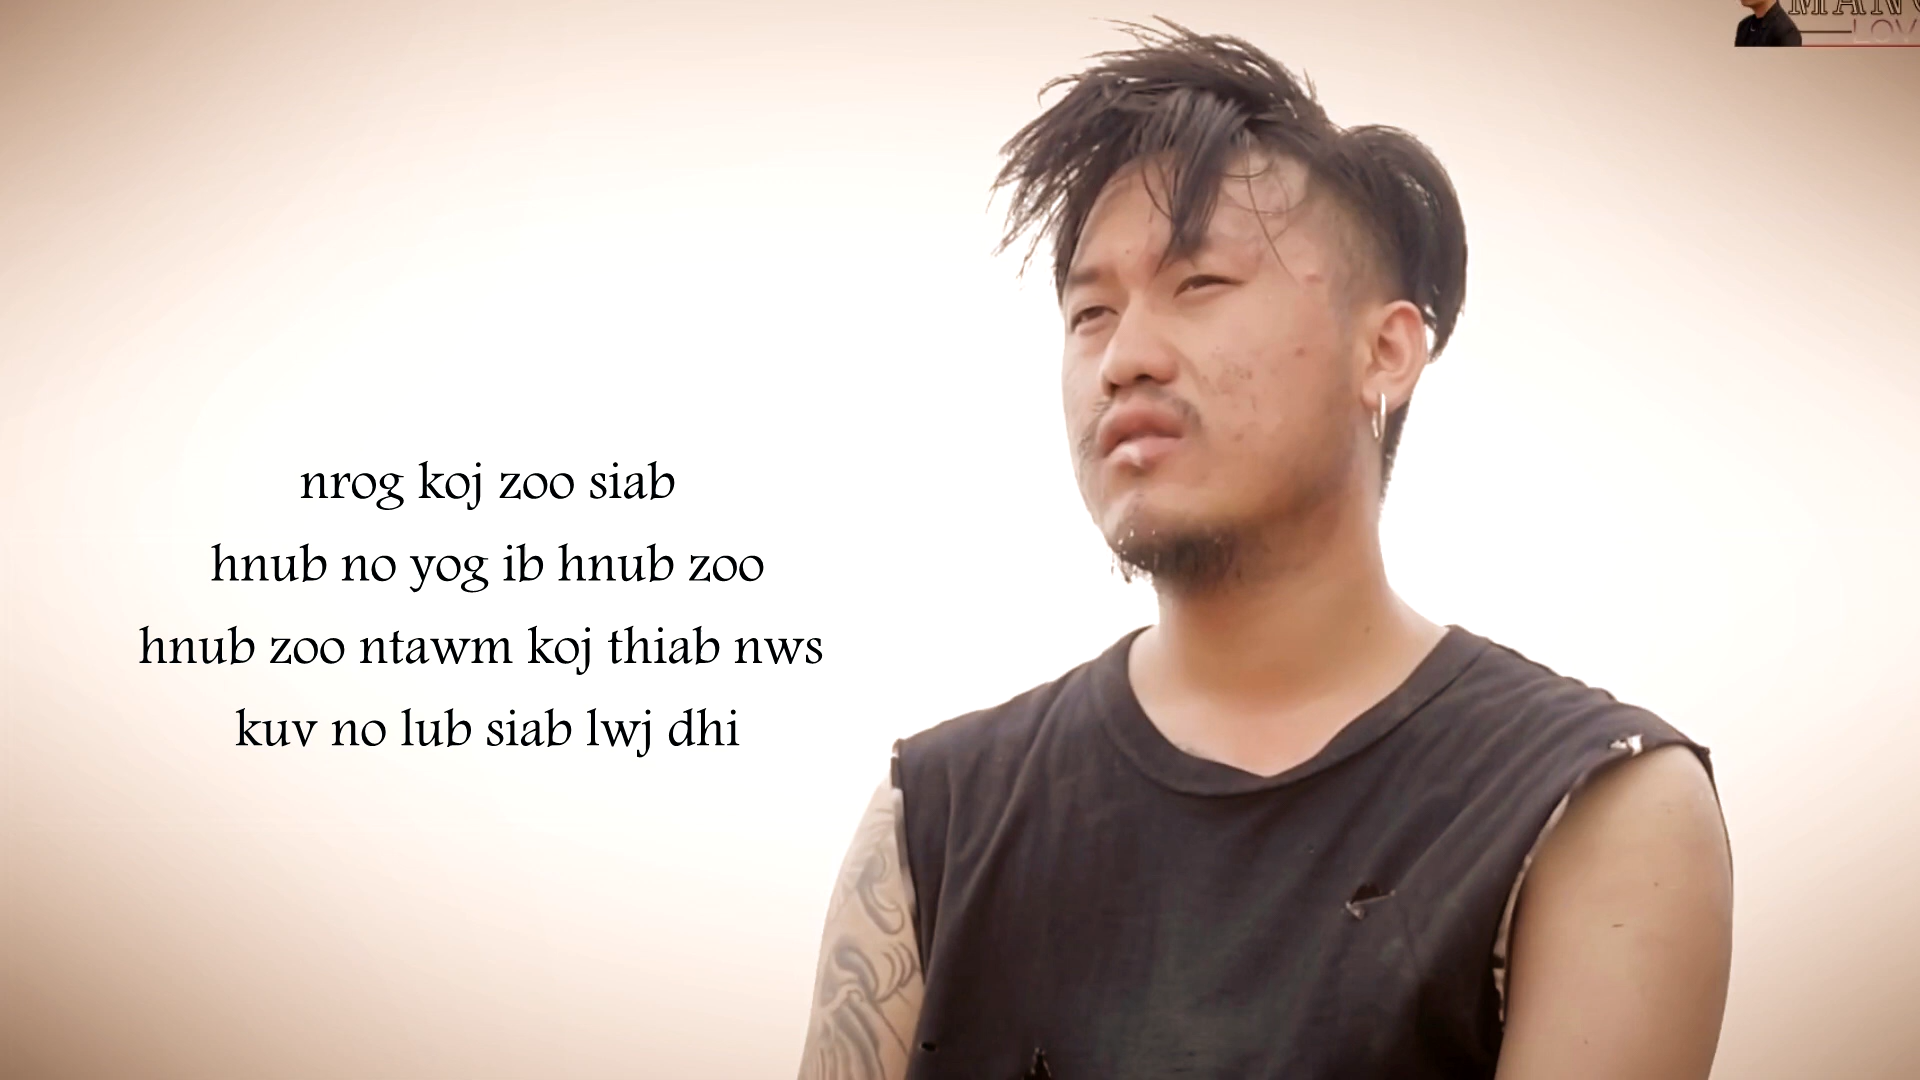 nrog koj zoo siab
hnub no yog ib hnub zoo
hnub zoo ntawm koj thiab nws
kuv no lub siab lwj dhi